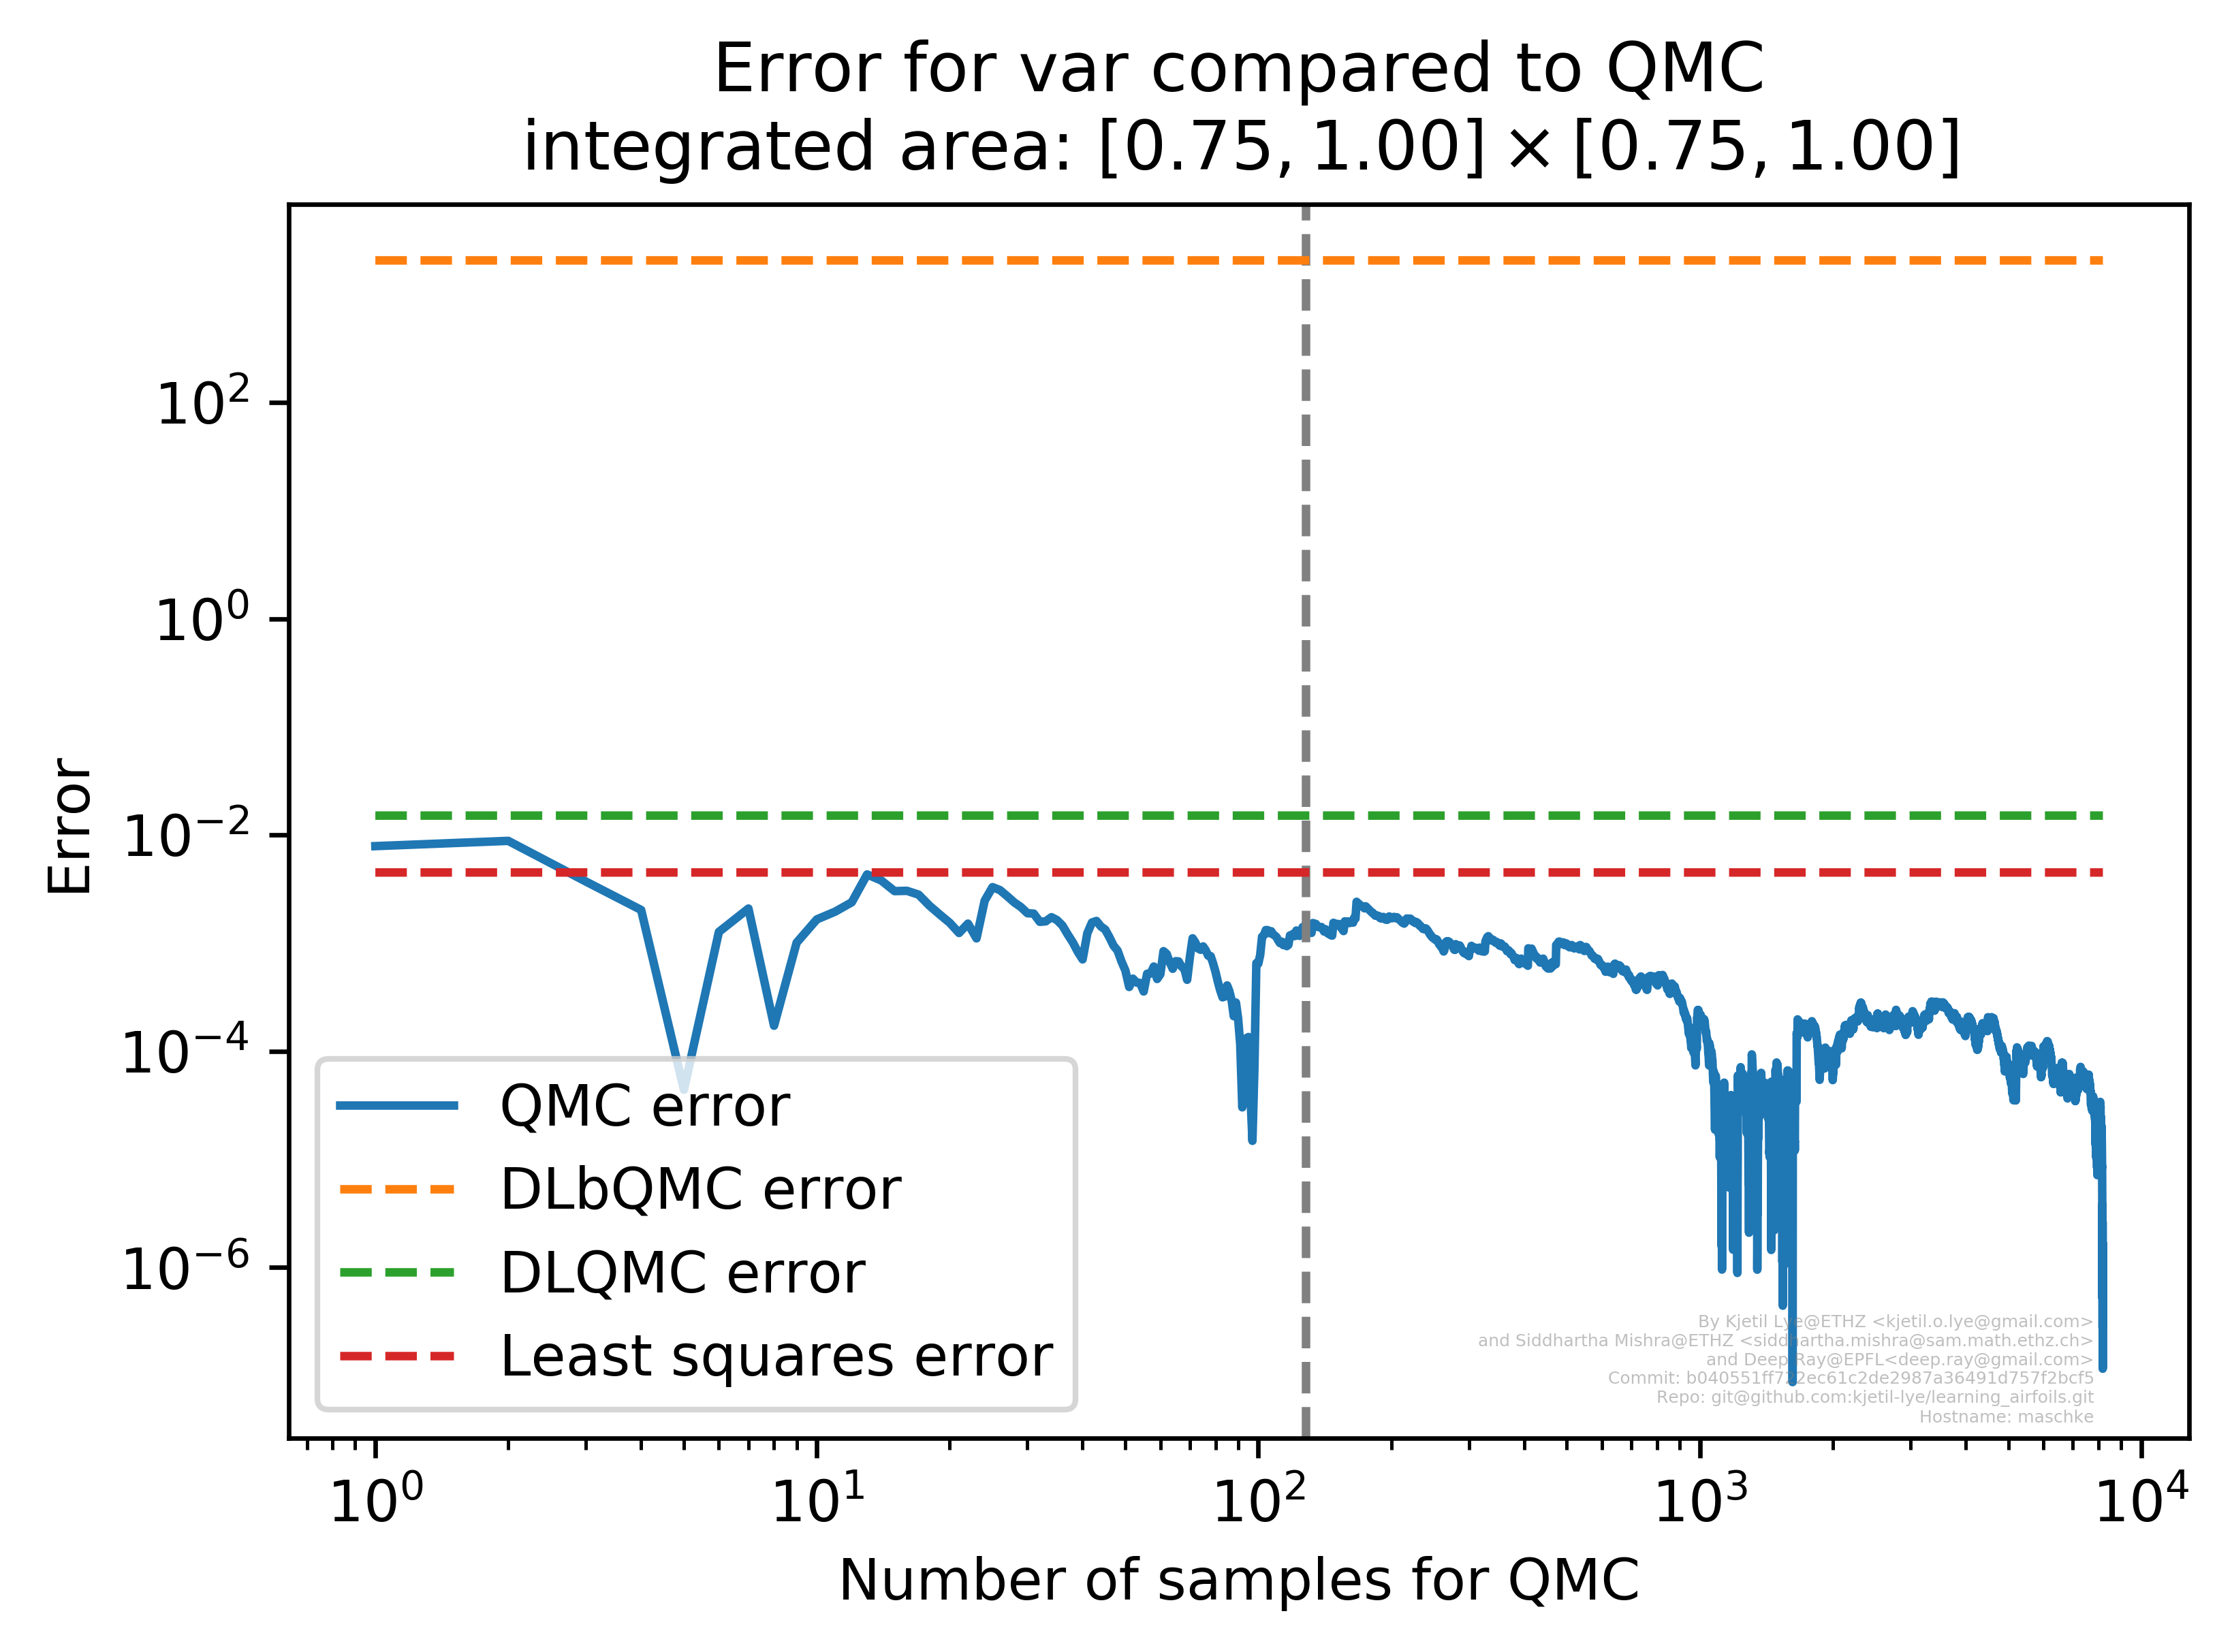 Error for var compared to QMC
integrated area: [0.75, 1.00] × [0.75, 1.00]
Error
10²
10⁰
10⁻²
10⁻⁴
10⁻⁶
QMC error
DLbQMC error
DLQMC error
Least squares error
By Kjetil Lye@ETHZ <kjetil.o.lye@gmail.com>
and Siddhartha Mishra@ETHZ <siddhartha.mishra@sam.math.ethz.ch>
and Deep Ray@EPFL<deep.ray@gmail.com>
Commit:
Repo: git@github.com:kjetil-lye/learning_airfoils.git
Hostname: maschke
10⁰ 10¹ 10² 10³ 10⁴
Number of samples for QMC